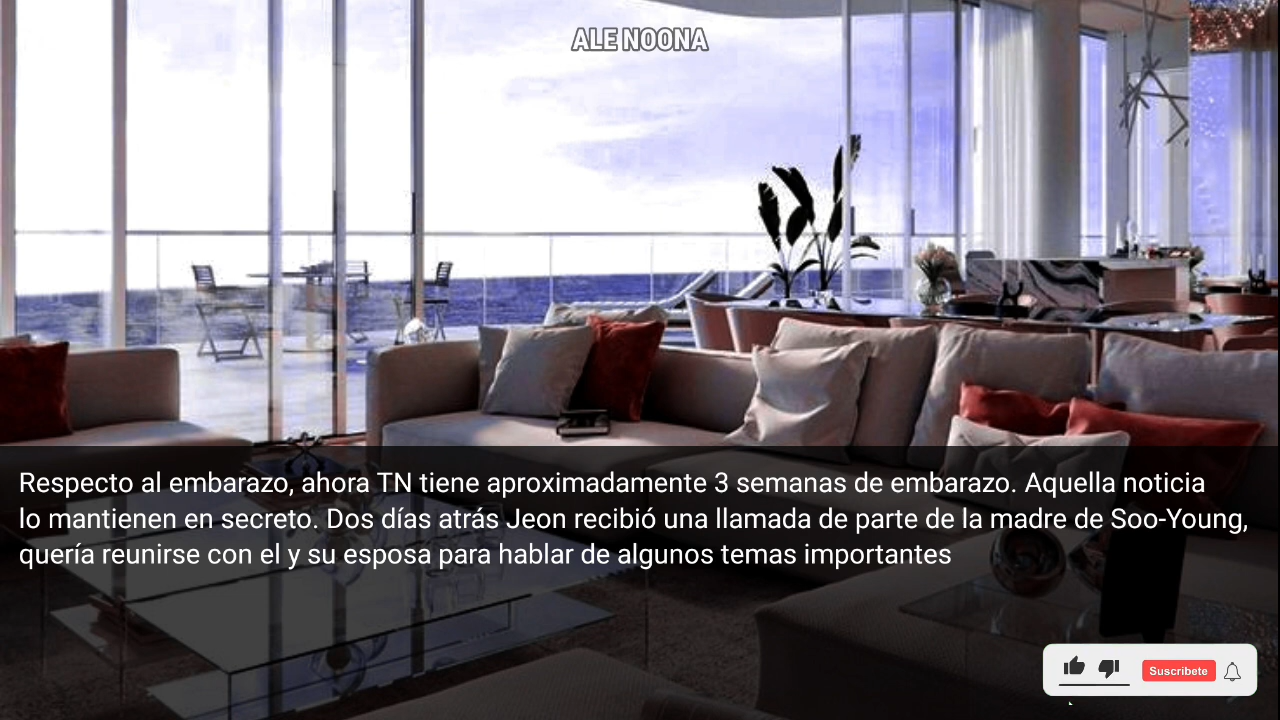 ALE NOONA
Respecto al embarazo, ahora TN tiene aproximadamente 3 semanas de embarazo. Aquella noticia
lo mantienen en secreto. Dos días atrás Jeon recibió una llamada de parte de la madre de Soo-Young,
quería reunirse con el y su esposa para hablar de algunos temas importantes
Suscribete